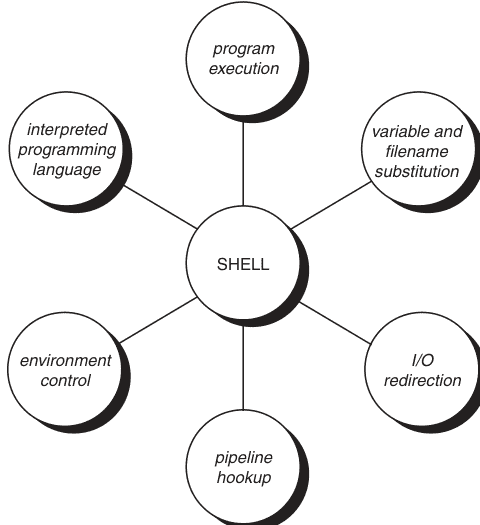 program
execution
interpreted
programming
language
variable and
filename
substitution
SHELL
environment
control
I/O
redirection
pipeline
hookup